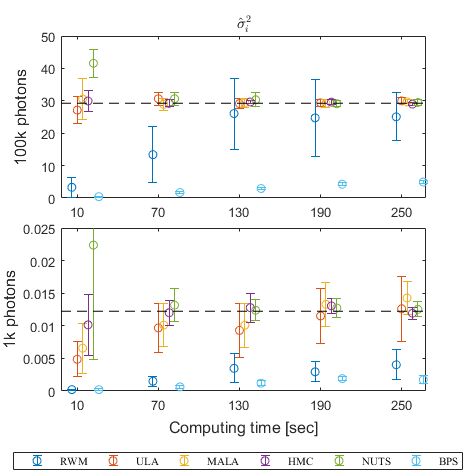 σ̂ᵢ²
50
40
30
20
10
0
100k photons
10 70 130 190 250
0.025
0.02
0.015
0.01
0.005
0
1k photons
10 70 130 190 250
Computing time [sec]
RWM ULA MALA HMC NUTS BPS